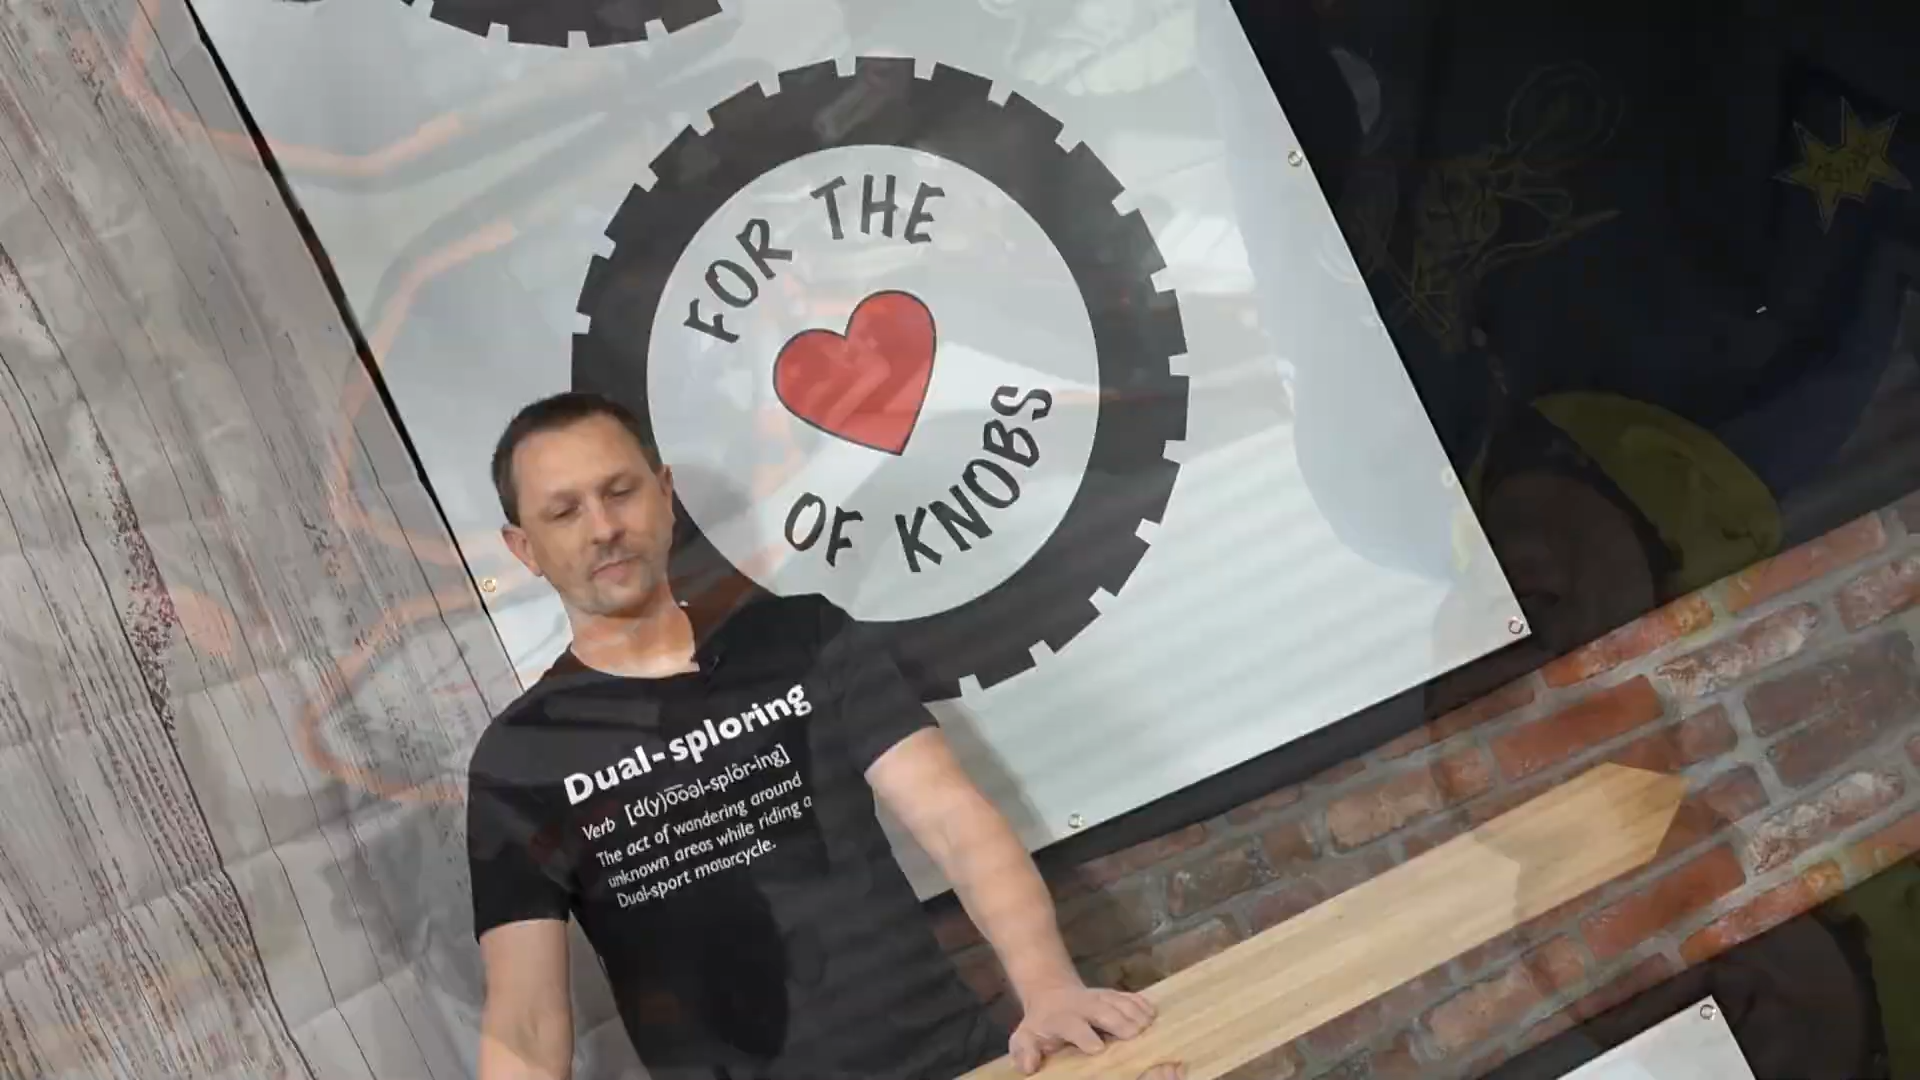 FOR THE
OF KNOBS
Dual-sploring
Verb [d(y)o͞oəl-splôr-ing]
The act of wandering around
unknown areas while riding a
Dual-sport motorcycle.